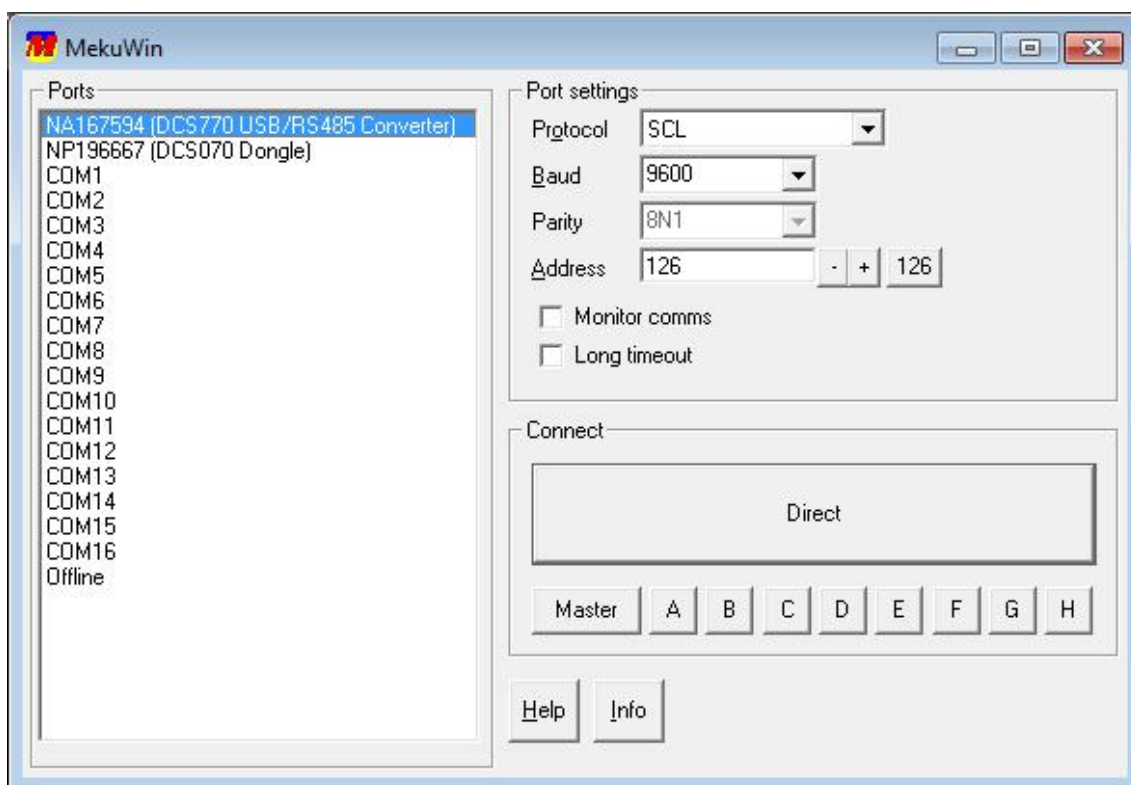 MekuWin
Ports
NA167594 (DCS770 USB/RS485 Converter)
NP196667 (DCS070 Dongle)
COM1
COM2
COM3
COM4
COM5
COM6
COM7
COM8
COM9
COM10
COM11
COM12
COM13
COM14
COM15
COM16
Offline
Port settings
Protocol SCL
Baud 9600
Parity 8N1
Address 126 - + 126
Monitor comms
Long timeout
Connect
Direct
Master A B C D E F G H
Help Info